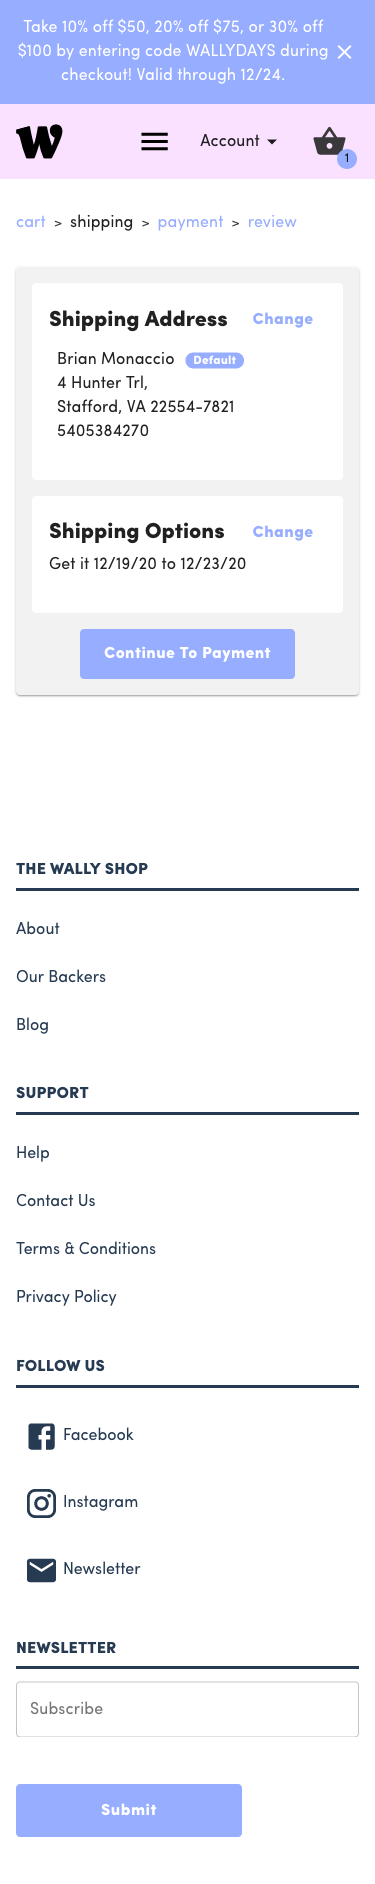 Take 10% off $50, 20% off $75, or 30% off
$100 by entering code WALLYDAYS during
checkout! Valid through 12/24.
W
Account
1
cart > shipping > payment > review
Shipping Address Change
Brian Monaccio Default
4 Hunter Trl,
Stafford, VA 22554-7821
5405384270
Shipping Options Change
Get it 12/19/20 to 12/23/20
Continue To Payment
THE WALLY SHOP
About
Our Backers
Blog
SUPPORT
Help
Contact Us
Terms & Conditions
Privacy Policy
FOLLOW US
Facebook
Instagram
Newsletter
NEWSLETTER
Subscribe
Submit